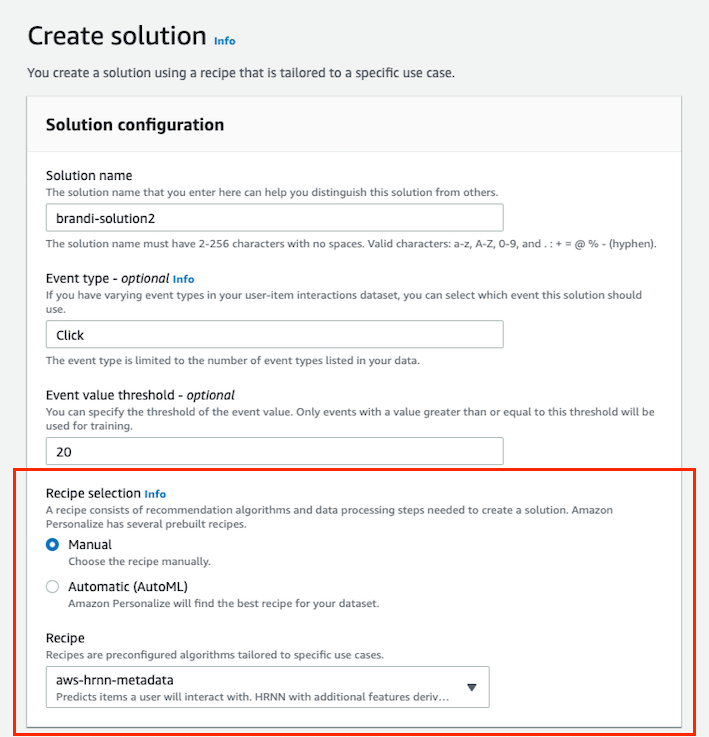 Create solution Info
You create a solution using a recipe that is tailored to a specific use case.
Solution configuration
Solution name
The solution name that you enter here can help you distinguish this solution from others.
brandi-solution2
The solution name must have 2-256 characters with no spaces. Valid characters: a-z, A-Z, 0-9, and . : + = @ % - (hyphen).
Event type - optional Info
If you have varying event types in your user-item interactions dataset, you can select which event this solution should
use.
Click
The event type is limited to the number of event types listed in your data.
Event value threshold - optional
You can specify the threshold of the event value. Only events with a value greater than or equal to this threshold will be
used for training.
20
Recipe selection Info
A recipe consists of recommendation algorithms and data processing steps needed to create a solution. Amazon
Personalize has several prebuilt recipes.
Manual
Choose the recipe manually.
Automatic (AutoML)
Amazon Personalize will find the best recipe for your dataset.
Recipe
Recipes are preconfigured algorithms tailored to specific use cases.
aws-hrnn-metadata
Predicts items a user will interact with. HRNN with additional features deriv...